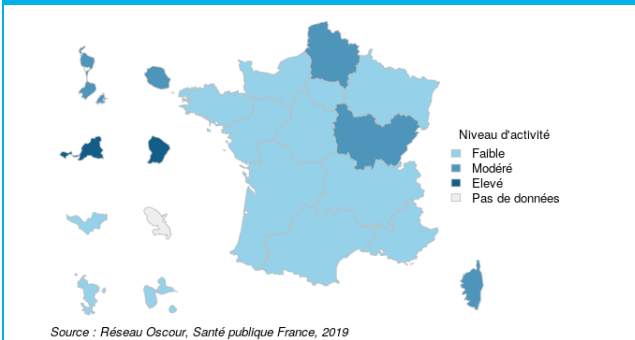 Niveau d'activité
Faible
Modéré
Elevé
Pas de données
Source : Réseau Oscour, Santé publique France, 2019